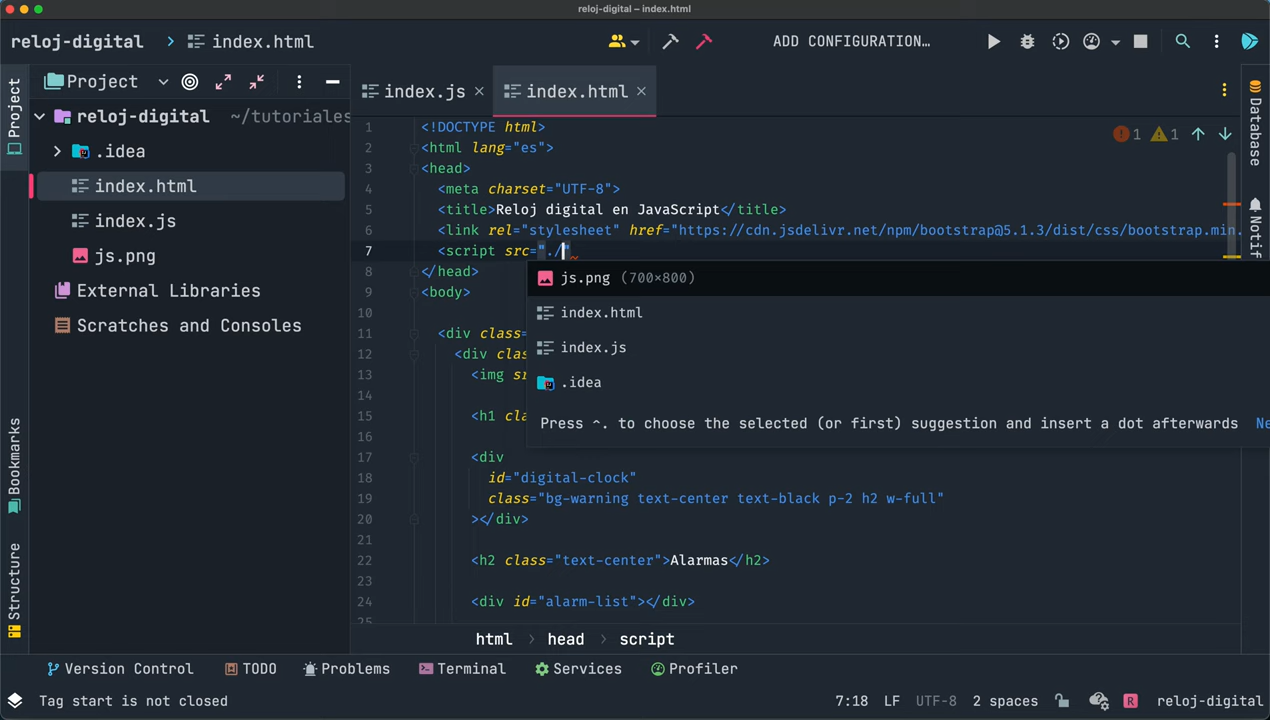 reloj-digital – index.html
reloj-digital > index.html
ADD CONFIGURATION...
Project
Project
reloj-digital ~/tutoriales
.idea
index.html
index.js
js.png
External Libraries
Scratches and Consoles
Bookmarks
Structure
index.js
index.html
1 1
1 <!DOCTYPE html>
2 <html lang="es">
3 <head>
4 <meta charset="UTF-8">
5 <title>Reloj digital en JavaScript</title>
6 <link rel="stylesheet" href="https://cdn.jsdelivr.net/npm/bootstrap@5.1.3/dist/css/bootstrap.min.
7 <script src="./"
8 </head>
9 <body>
10
11 <div class=
12 <div clas
13 <img sr
14
15 <h1 cla
16
17 <div
18 id="digital-clock"
19 class="bg-warning text-center text-black p-2 h2 w-full"
20 ></div>
21
22 <h2 class="text-center">Alarmas</h2>
23
24 <div id="alarm-list"></div>
js.png (700×800)
index.html
index.js
.idea
Press ^. to choose the selected (or first) suggestion and insert a dot afterwards Ne
Database
Notif
html > head > script
Version Control TODO Problems Terminal Services Profiler
Tag start is not closed
7:18 LF UTF-8 2 spaces R reloj-digital